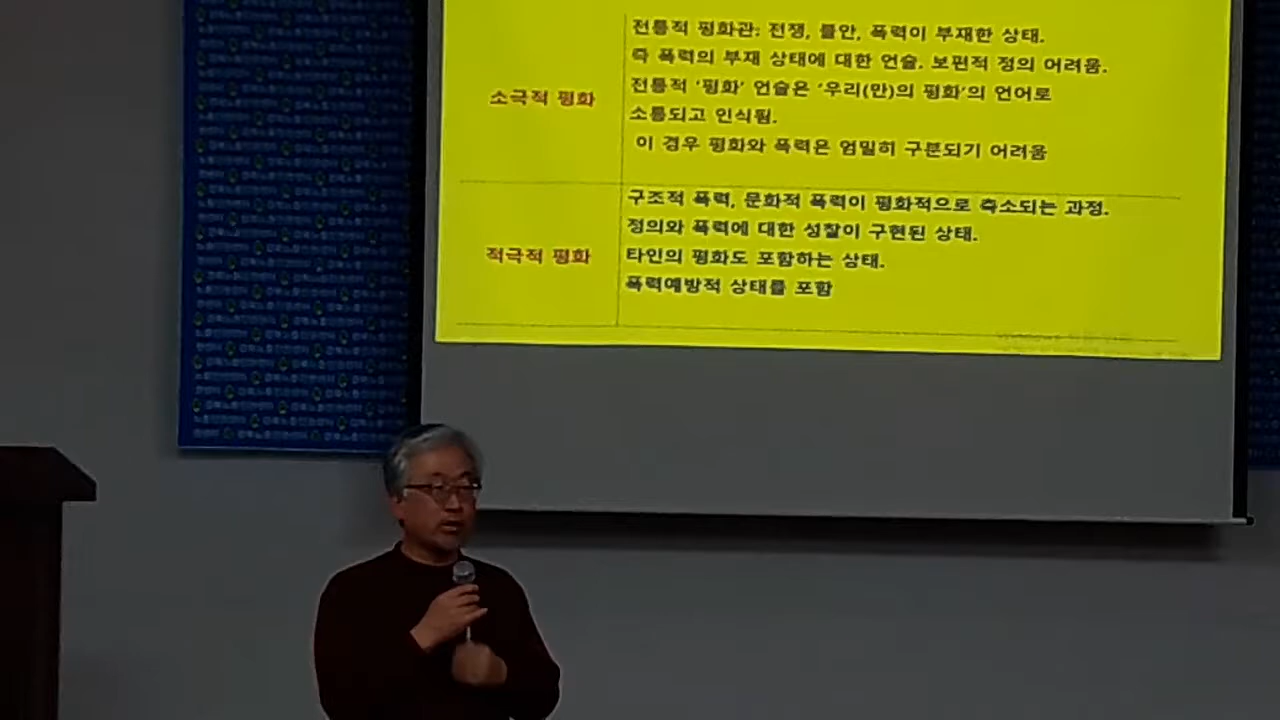 전통적 평화관: 전쟁, 불안, 폭력이 부재한 상태.
즉 폭력의 부재 상태에 대한 언술. 보편적 정의 어려움.
소극적 평화
전통적 '평화' 언술은 '우리(만)의 평화'의 언어로
소통되고 인식됨.
이 경우 평화와 폭력은 엄밀히 구분되기 어려움
구조적 폭력, 문화적 폭력이 평화적으로 축소되는 과정.
정의와 폭력에 대한 성찰이 구현된 상태.
적극적 평화
타인의 평화도 포함하는 상태.
폭력예방적 상태를 포함